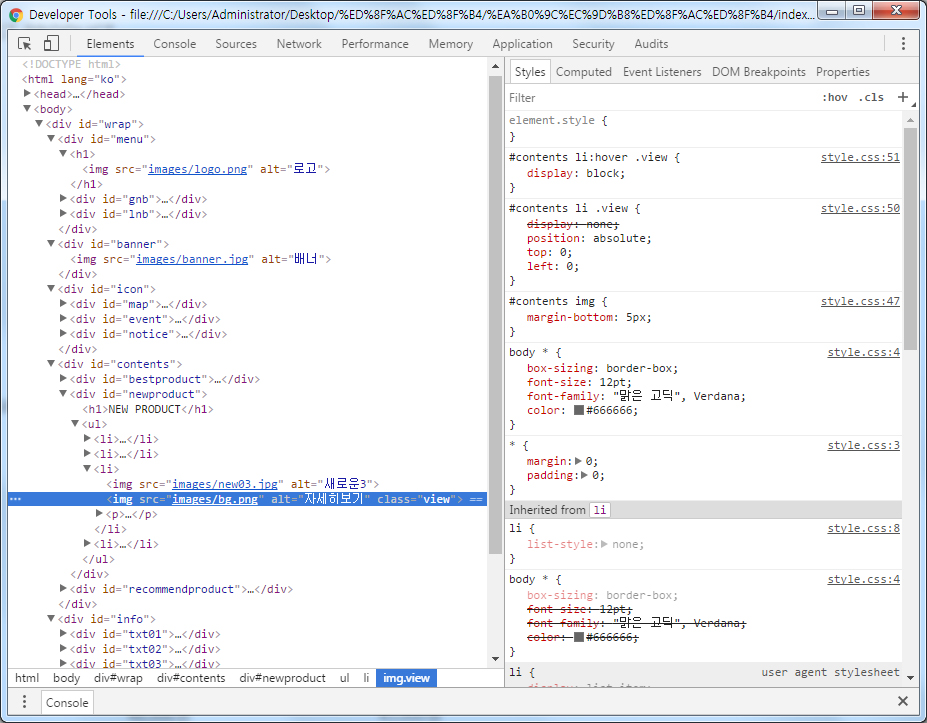 Developer Tools - file:///C:/Users/Administrator/Desktop/%ED%8F%AC%ED%8F%B4/%EA%B0%9C%EC%9D%B8%ED%8F%AC%ED%8F%B4/index...
Elements Console Sources Network Performance Memory Application Security Audits
<!DOCTYPE html>
<html lang="ko">
<head>…</head>
<body>
<div id="wrap">
<div id="menu">
<h1>
<img src="images/logo.png" alt="로고">
</h1>
<div id="gnb">…</div>
<div id="lnb">…</div>
</div>
<div id="banner">
<img src="images/banner.jpg" alt="배너">
</div>
<div id="icon">
<div id="map">…</div>
<div id="event">…</div>
<div id="notice">…</div>
</div>
<div id="contents">
<div id="bestproduct">…</div>
<div id="newproduct">
<h1>NEW PRODUCT</h1>
<ul>
<li>…</li>
<li>…</li>
<li>
<img src="images/new03.jpg" alt="새로운3">
<img src="images/bg.png" alt="자세히보기" class="view"> ==
<p>…</p>
</li>
<li>…</li>
</ul>
</div>
<div id="recommendproduct">…</div>
</div>
<div id="info">
<div id="txt01">…</div>
<div id="txt02">…</div>
<div id="txt03">…</div>
html body div#wrap div#contents div#newproduct ul li img.view
Styles Computed Event Listeners DOM Breakpoints Properties
Filter :hov .cls +
element.style {
}
#contents li:hover .view { style.css:51
display: block;
}
#contents li .view { style.css:50
display: none;
position: absolute;
top: 0;
left: 0;
}
#contents img { style.css:47
margin-bottom: 5px;
}
body * { style.css:4
box-sizing: border-box;
font-size: 12pt;
font-family: "맑은 고딕", Verdana;
color: #666666;
}
* { style.css:3
margin: 0;
padding: 0;
}
Inherited from li
li { style.css:8
list-style: none;
}
body * { style.css:4
box-sizing: border-box;
font-size: 12pt;
font-family: "맑은 고딕", Verdana;
color: #666666;
}
li { user agent stylesheet
display: list-item;
Console